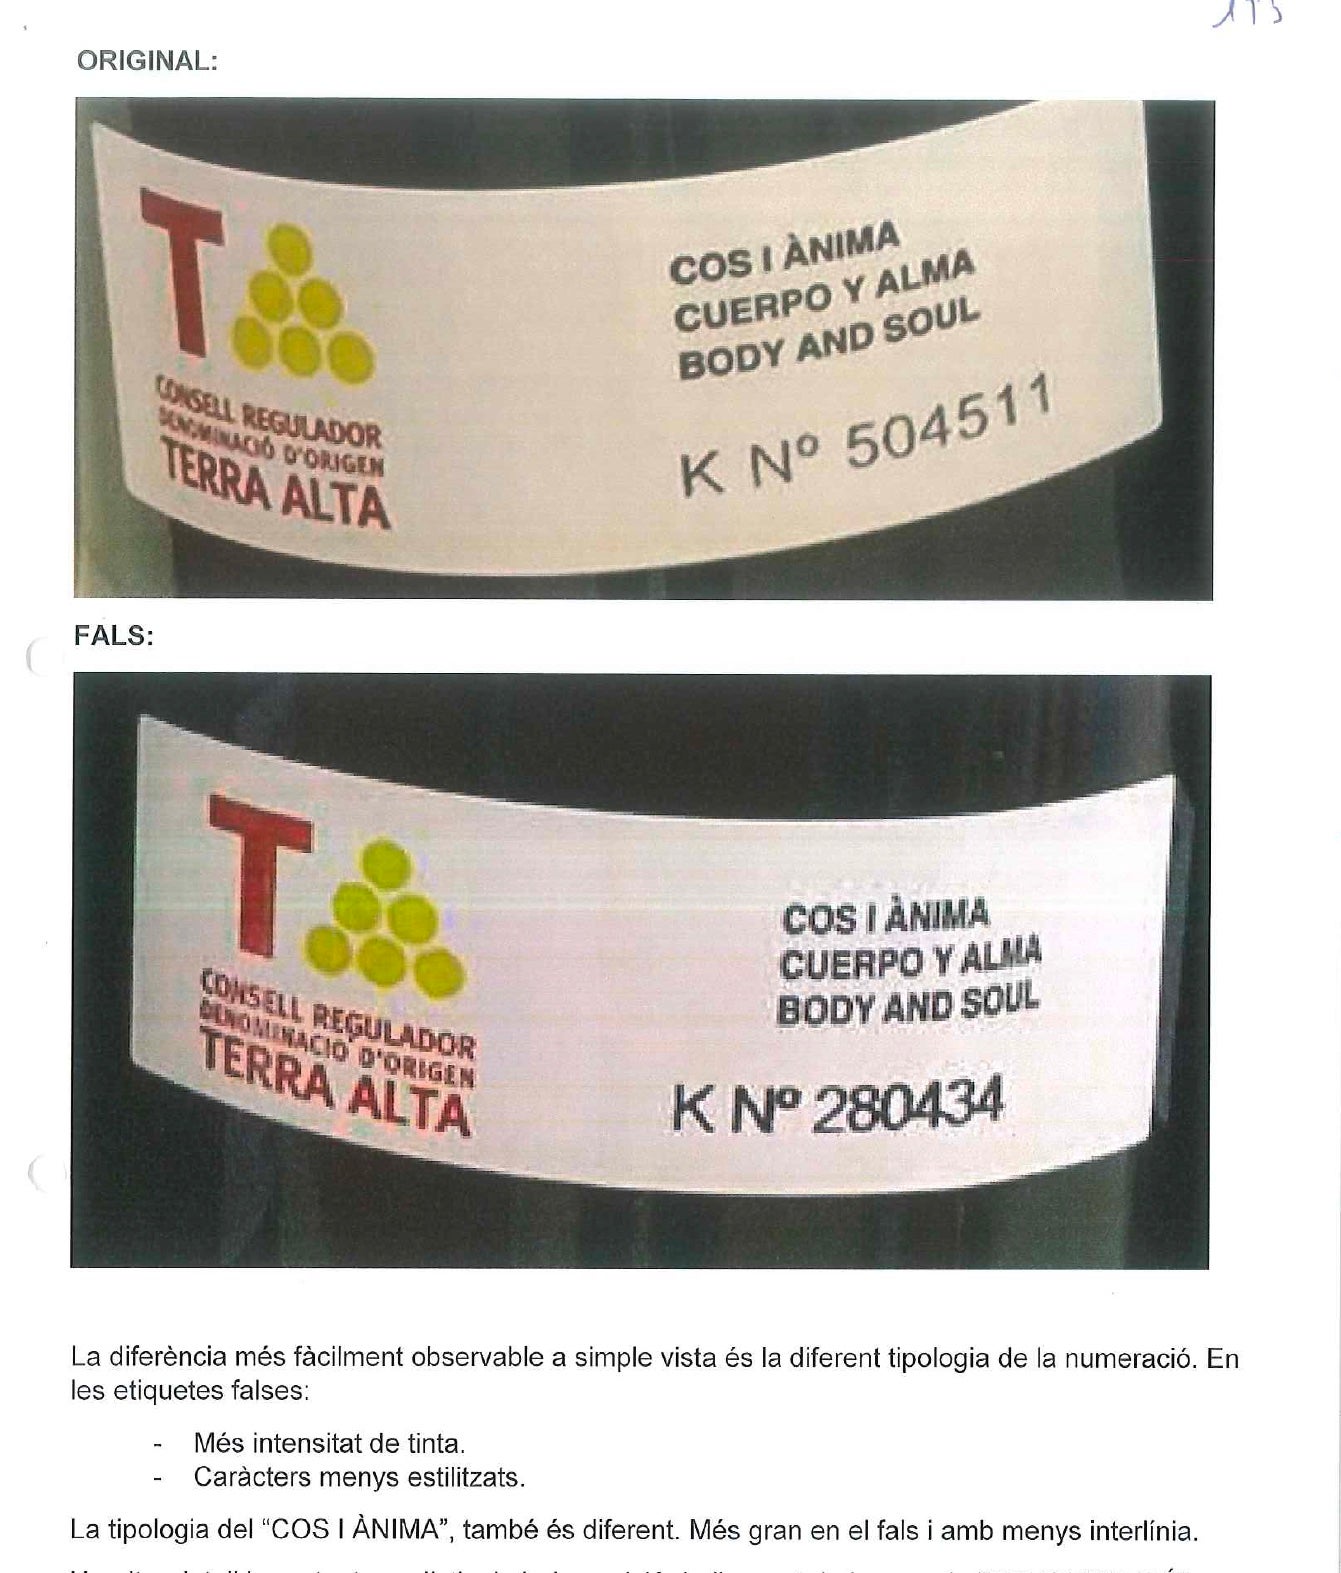 ORIGINAL:
T
CONSELL REGULADOR
DENOMINACIÓ D'ORIGEN
TERRA ALTA
COS I ÀNIMA
CUERPO Y ALMA
BODY AND SOUL
K Nº 504511
FALS:
T
CONSELL REGULADOR
DENOMINACIÓ D'ORIGEN
TERRA ALTA
COS I ÀNIMA
CUERPO Y ALMA
BODY AND SOUL
K Nº 280434
La diferència més fàcilment observable a simple vista és la diferent tipologia de la numeració. En
les etiquetes falses:
- Més intensitat de tinta.
- Caràcters menys estilitzats.
La tipologia del “COS I ÀNIMA”, també és diferent. Més gran en el fals i amb menys interlínia.